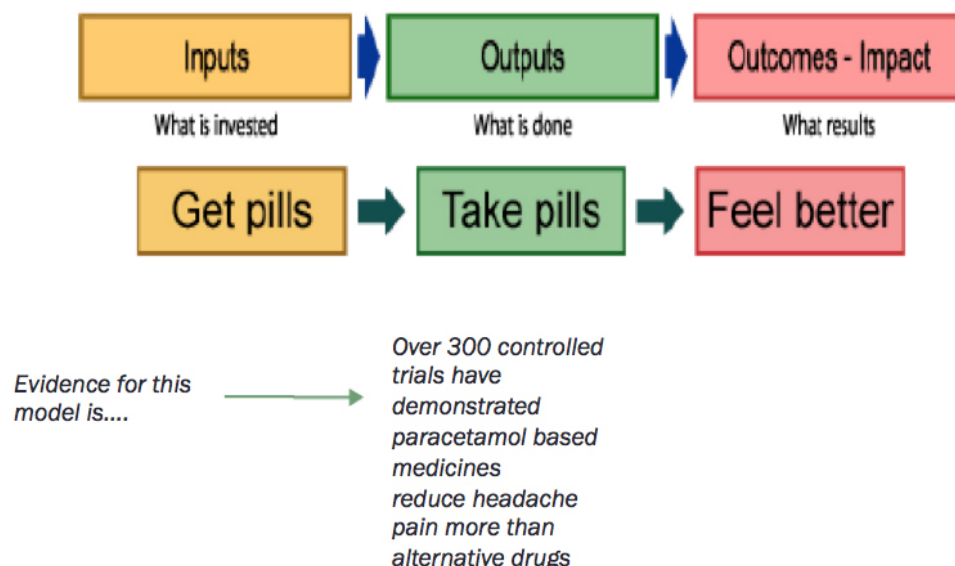 Inputs
Outputs
Outcomes - Impact
What is invested
What is done
What results
Get pills
Take pills
Feel better
Evidence for this
model is....
Over 300 controlled
trials have
demonstrated
paracetamol based
medicines
reduce headache
pain more than
alternative drugs